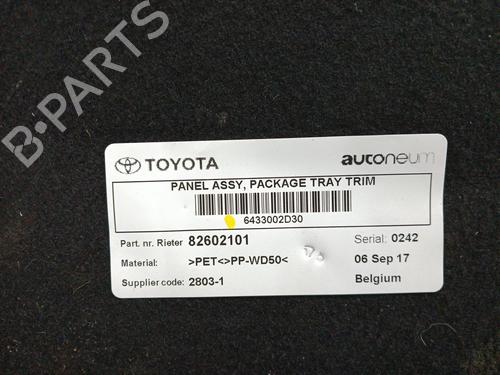 B-PARTS
TOYOTA
autoneum
PANEL ASSY, PACKAGE TRAY TRIM
6433002D30
Part. nr. Rieter 82602101
Serial: 0242
Material: >PET<>PP-WD50<
06 Sep 17
Supplier code: 2803-1
Belgium